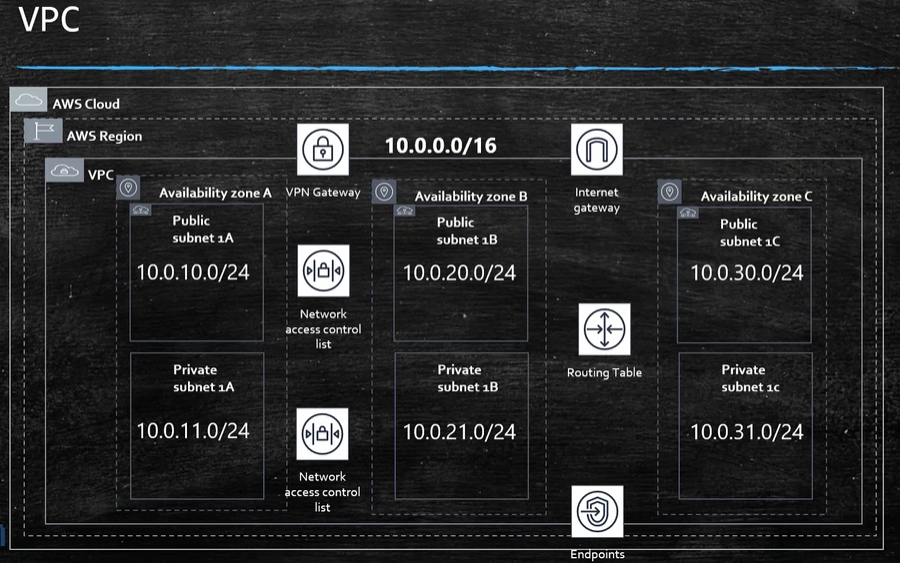 VPC
AWS Cloud
AWS Region
10.0.0.0/16
VPC
VPN Gateway
Internet
gateway
Availability zone A
Availability zone B
Availability zone C
Public
subnet 1A
10.0.10.0/24
Public
subnet 1B
10.0.20.0/24
Public
subnet 1C
10.0.30.0/24
Network
access control
list
Routing Table
Private
subnet 1A
10.0.11.0/24
Private
subnet 1B
10.0.21.0/24
Private
subnet 1c
10.0.31.0/24
Network
access control
list
Endpoints